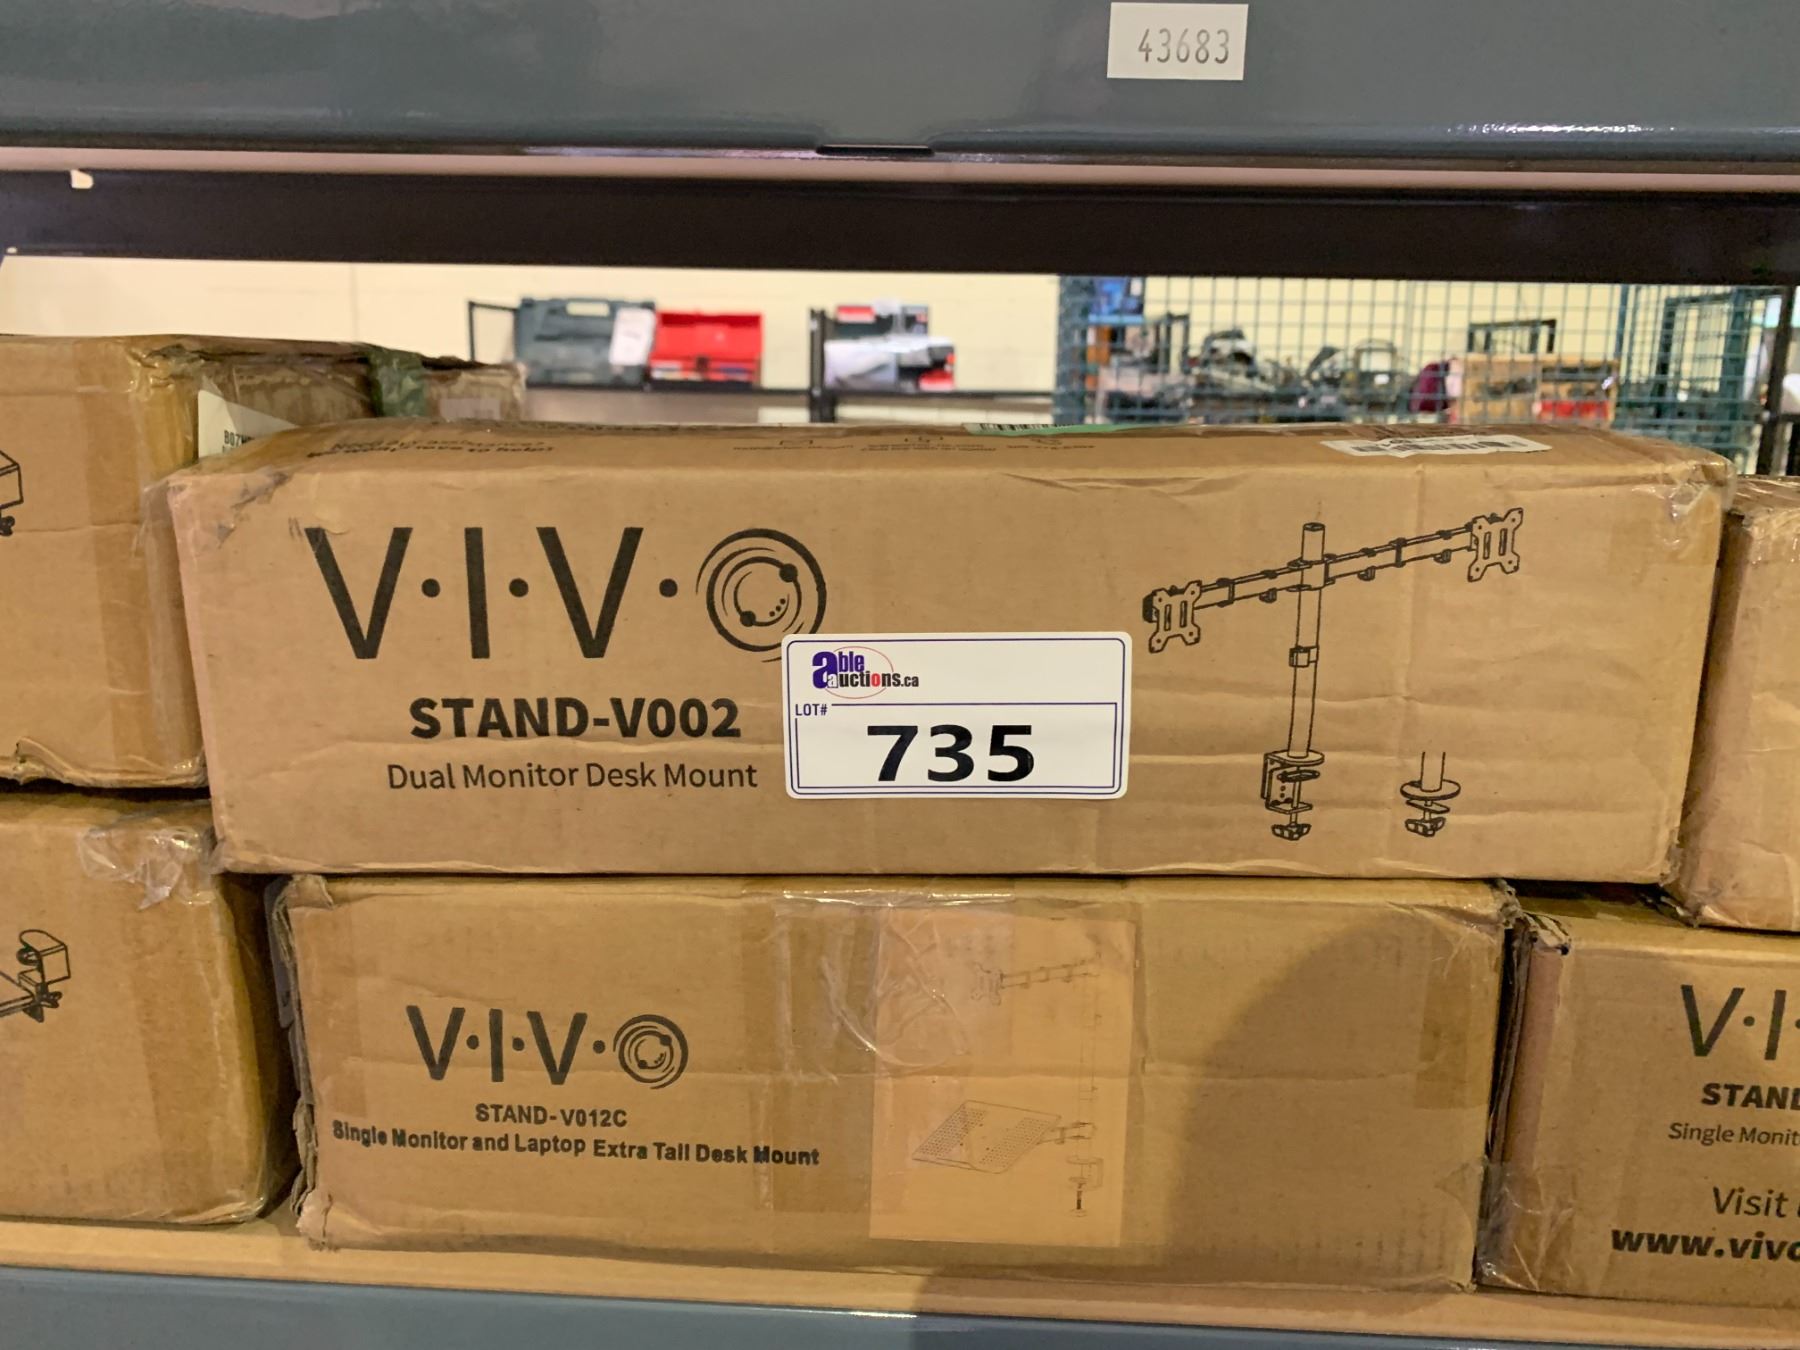 43683
V·I·V·O
STAND-V002
Dual Monitor Desk Mount
able
auctions.ca
LOT#
735
V·I·V·O
STAND-V012C
Single Monitor and Laptop Extra Tall Desk Mount
V·I·
STAND
Single Monit
Visit
www.vivo